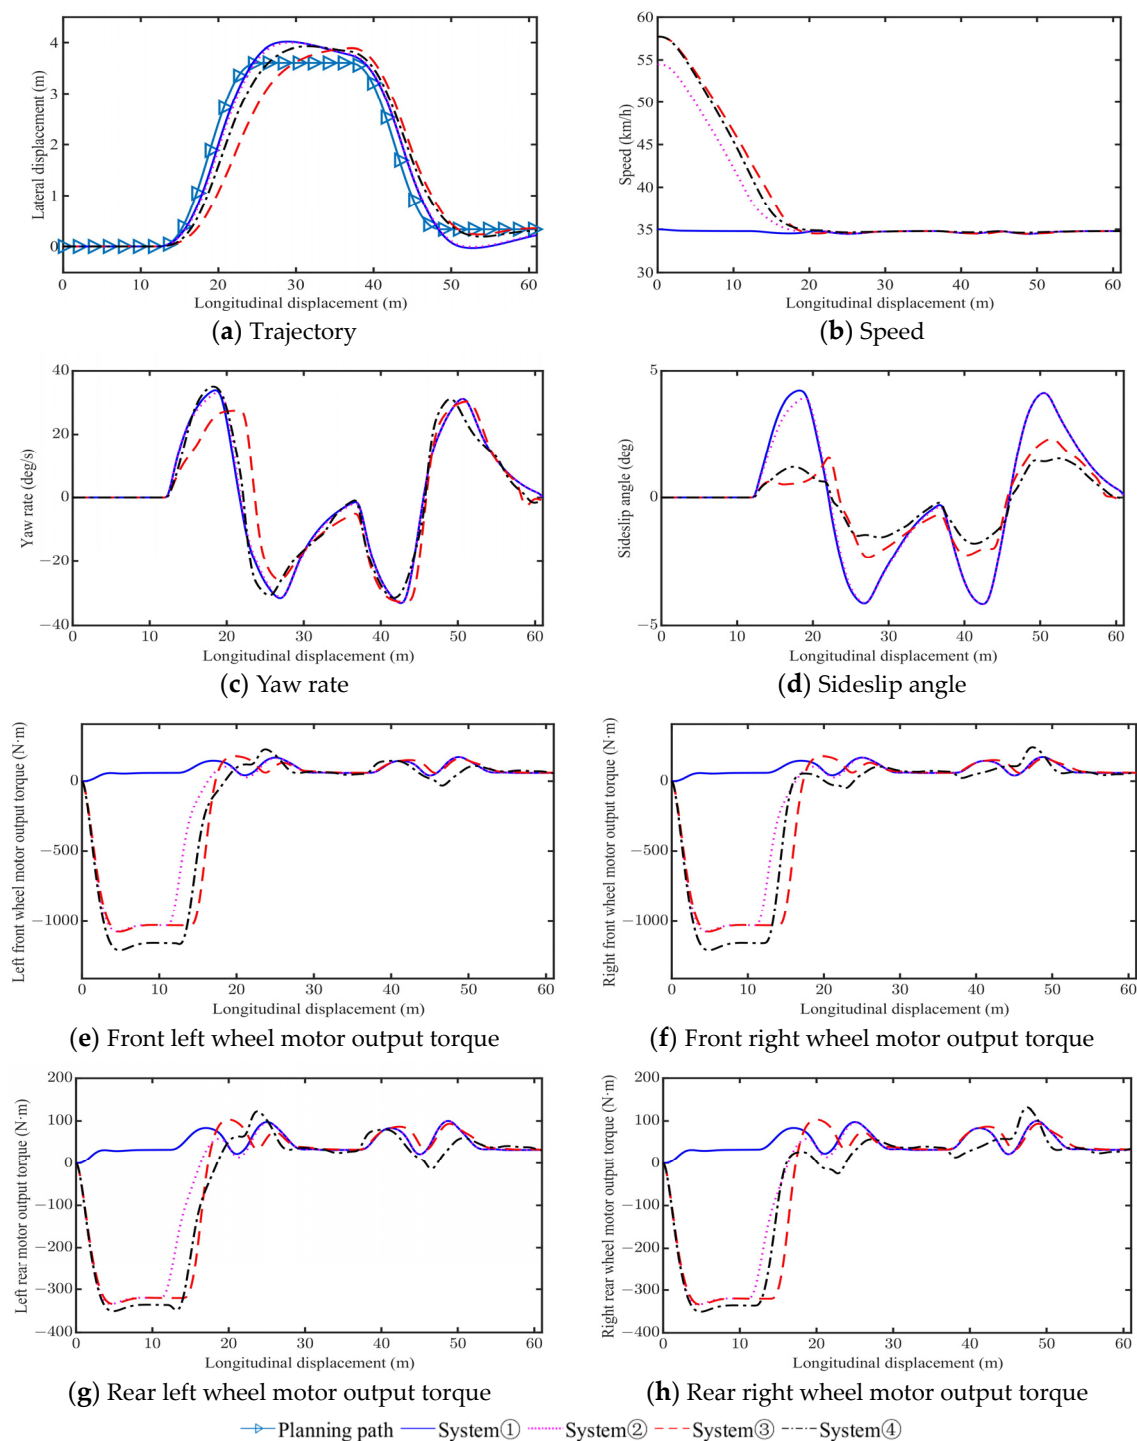 Lateral displacement (m)
4
3
2
1
0
0 10 20 30 40 50 60
Longitudinal displacement (m)
(a) Trajectory
Speed (km/h)
60
55
50
45
40
35
30
0 10 20 30 40 50 60
Longitudinal displacement (m)
(b) Speed
Yaw rate (deg/s)
40
20
0
−20
−40
0 10 20 30 40 50 60
Longitudinal displacement (m)
(c) Yaw rate
Sideslip angle (deg)
5
0
−5
0 10 20 30 40 50 60
Longitudinal displacement (m)
(d) Sideslip angle
Left front wheel motor output torque (N·m)
0
−500
−1000
0 10 20 30 40 50 60
Longitudinal displacement (m)
(e) Front left wheel motor output torque
Right front wheel motor output torque (N·m)
0
−500
−1000
0 10 20 30 40 50 60
Longitudinal displacement (m)
(f) Front right wheel motor output torque
Left rear motor output torque (N·m)
200
100
0
−100
−200
−300
−400
0 10 20 30 40 50 60
Longitudinal displacement (m)
(g) Rear left wheel motor output torque
Right rear wheel motor output torque (N·m)
200
100
0
−100
−200
−300
−400
0 10 20 30 40 50 60
Longitudinal displacement (m)
(h) Rear right wheel motor output torque
Planning path System① System② System③ System④